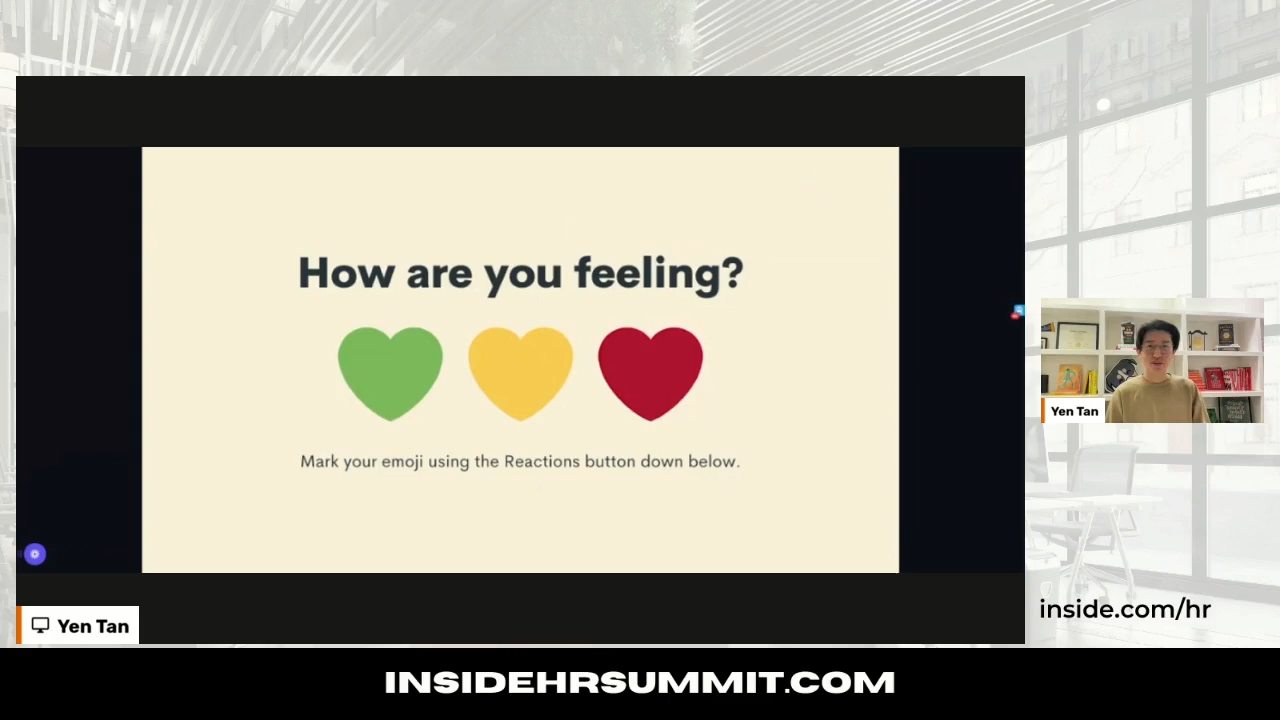 How are you feeling?
Mark your emoji using the Reactions button down below.
Yen Tan
Yen Tan
inside.com/hr
INSIDEHRSUMMIT.COM